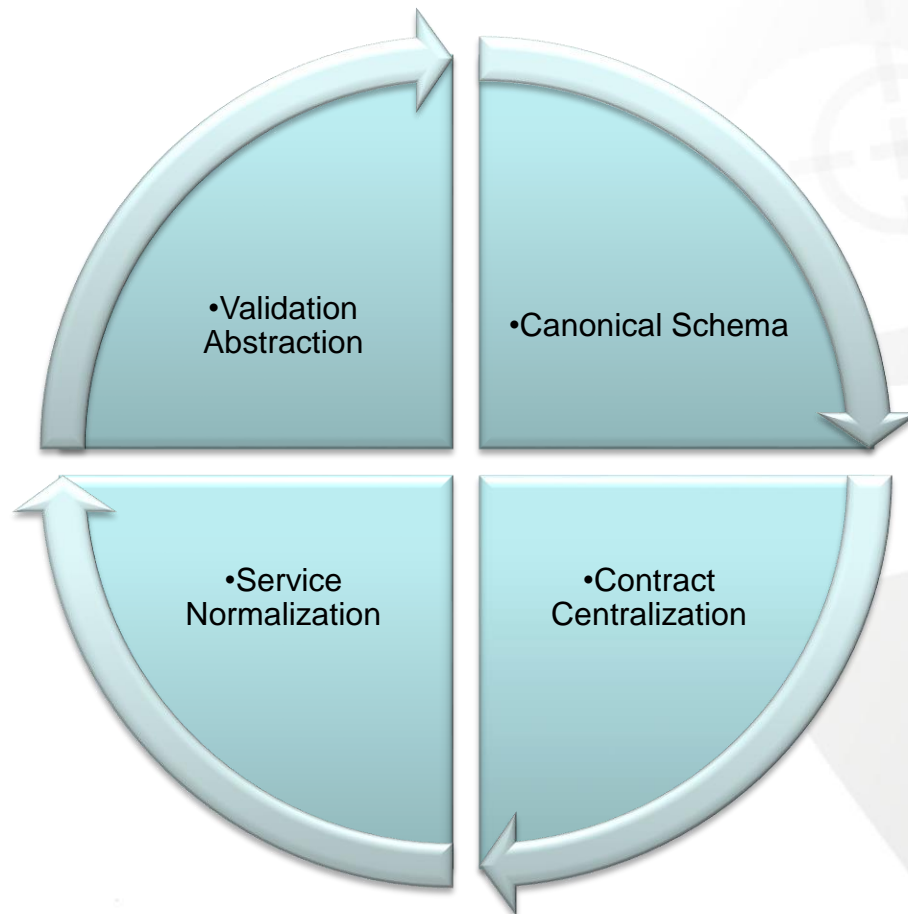 •Validation
Abstraction
•Canonical Schema
•Service
Normalization
•Contract
Centralization